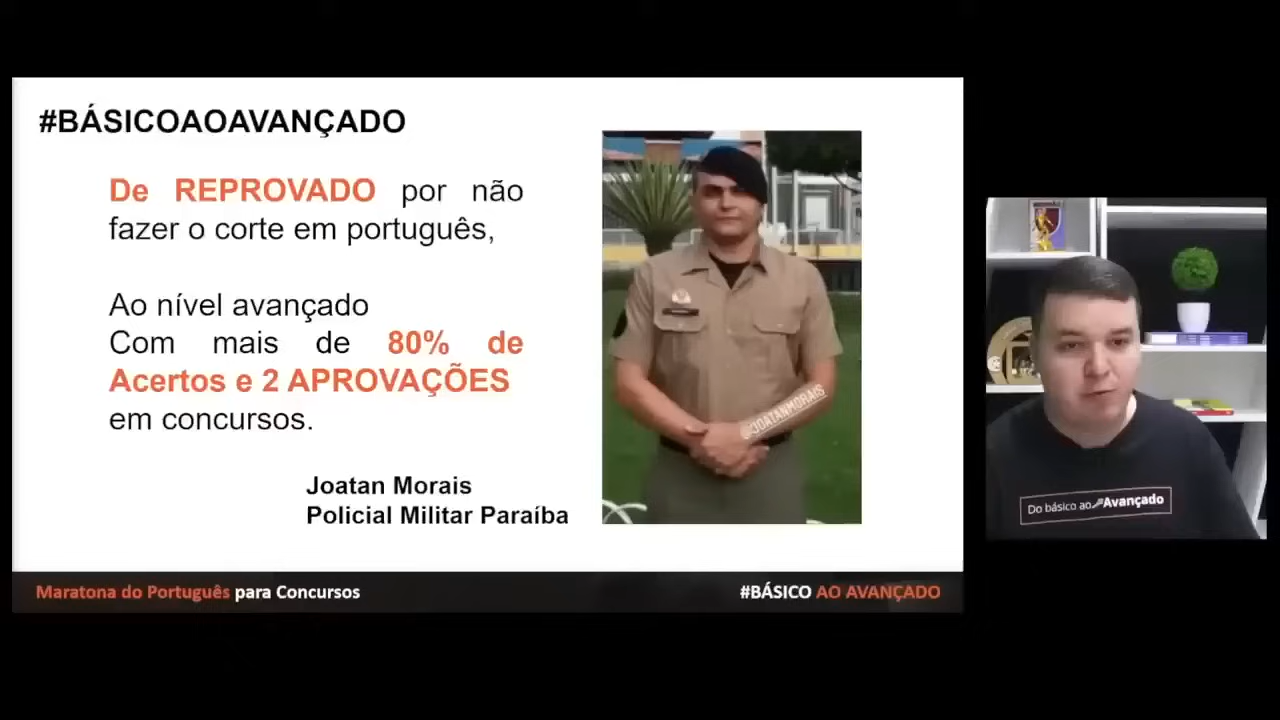 #BÁSICOAOAVANÇADO
De REPROVADO por não
fazer o corte em português,
Ao nível avançado
Com mais de 80% de
Acertos e 2 APROVAÇÕES
em concursos.
Joatan Morais
Policial Militar Paraíba
@JOATANMORAIS
Do básico ao Avançado
Maratona do Português para Concursos
#BÁSICO AO AVANÇADO